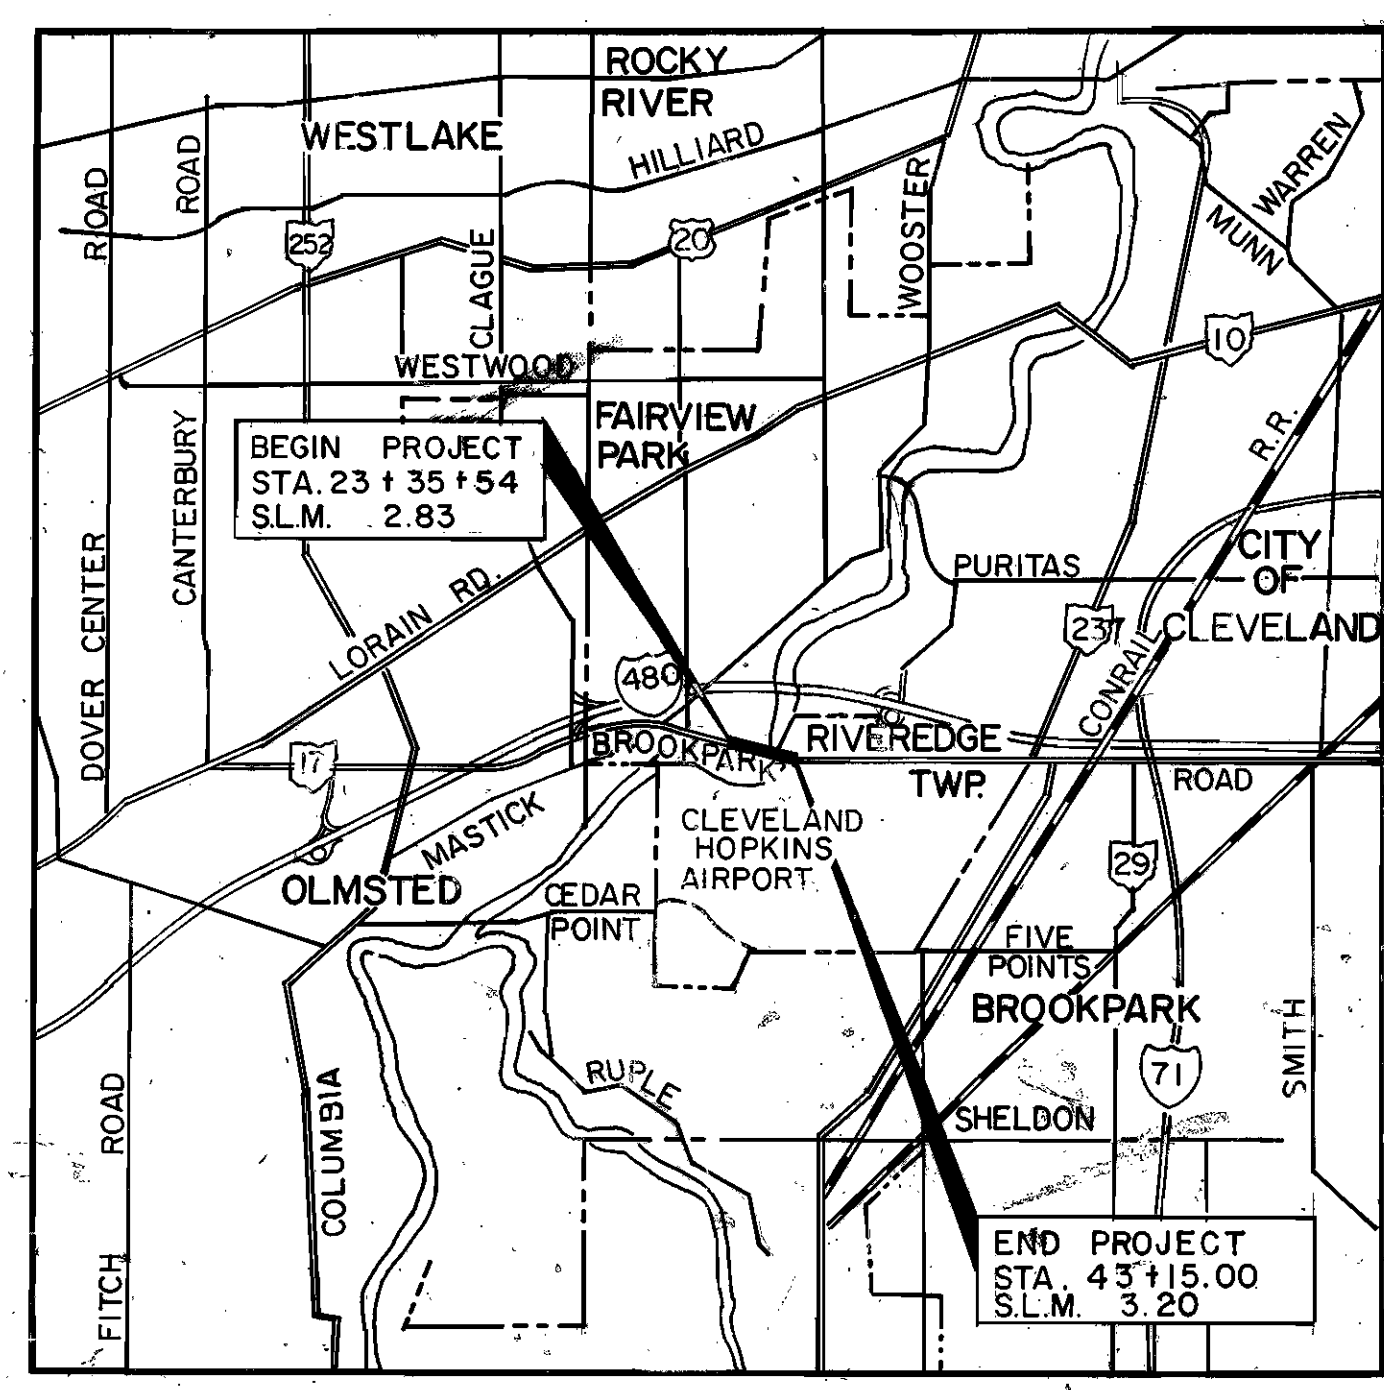 ROCKY
RIVER
WESTLAKE
HILLIARD
ROAD
ROAD
WARREN
MUNN
WOOSTER
252
20
CLAGUE
10
WESTWOOD
FAIRVIEW
PARK
R.R.
BEGIN PROJECT
STA. 23 + 35 + 54
S.L.M. 2.83
CANTERBURY
DOVER CENTER
LORAIN RD.
PURITAS
CITY
OF
CLEVELAND
237
CONRAIL
480
17
BROOKPARK
RIVEREDGE
TWP.
ROAD
MASTICK
CLEVELAND
HOPKINS
AIRPORT
29
OLMSTED
CEDAR
POINT
FIVE
POINTS
BROOKPARK
SMITH
71
RUPLE
SHELDON
COLUMBIA
ROAD
FITCH
END PROJECT
STA. 43 + 15.00
S.L.M. 3.20